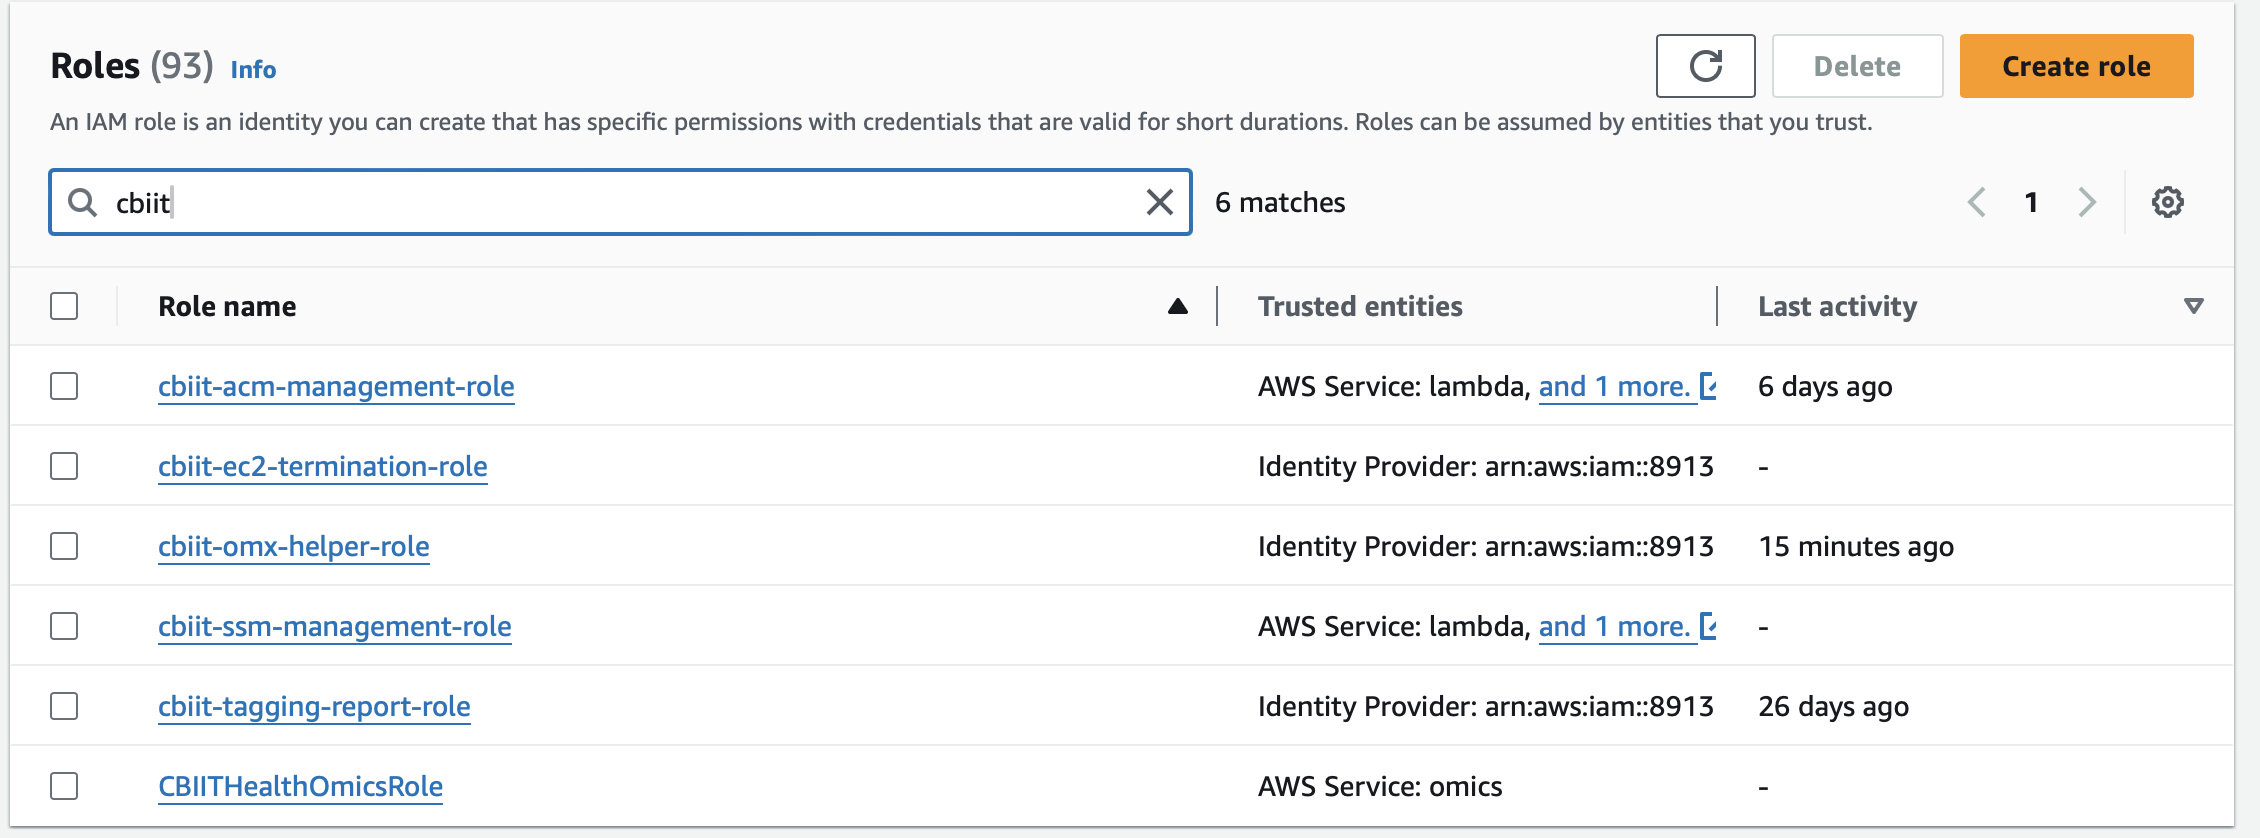 Roles (93) Info
Delete
Create role
An IAM role is an identity you can create that has specific permissions with credentials that are valid for short durations. Roles can be assumed by entities that you trust.
cbiit
6 matches
1
Role name
Trusted entities
Last activity
cbiit-acm-management-role AWS Service: lambda, and 1 more. 6 days ago
cbiit-ec2-termination-role Identity Provider: arn:aws:iam::8913 -
cbiit-omx-helper-role Identity Provider: arn:aws:iam::8913 15 minutes ago
cbiit-ssm-management-role AWS Service: lambda, and 1 more. -
cbiit-tagging-report-role Identity Provider: arn:aws:iam::8913 26 days ago
CBIITHealthOmicsRole AWS Service: omics -